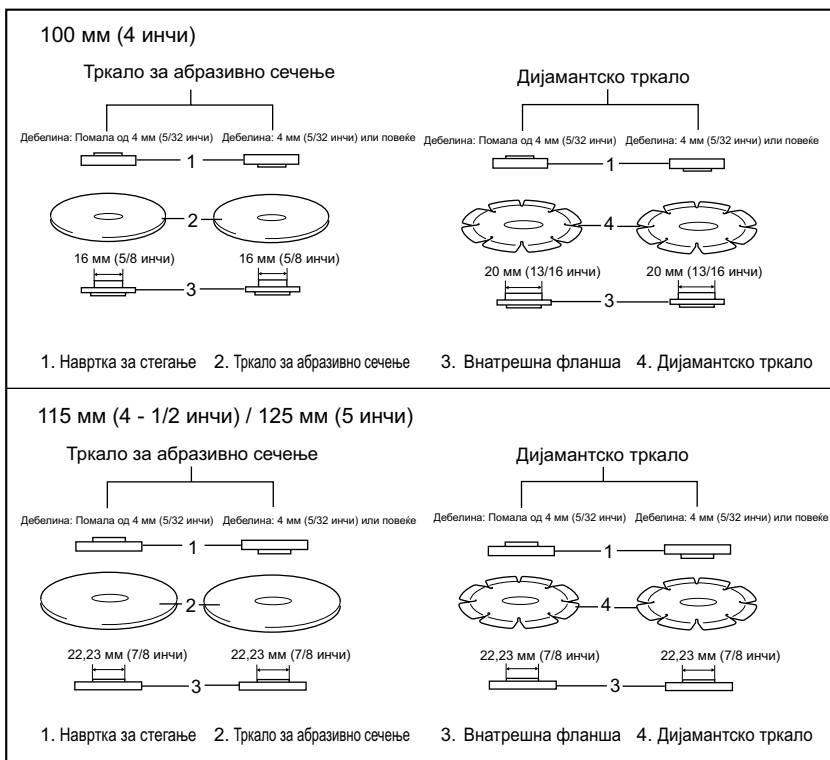 100 мм (4 инчи)
Тркало за абразивно сечење
Дијамантско тркало
Дебелина: Помала од 4 мм (5/32 инчи) Дебелина: 4 мм (5/32 инчи) или повеќе
Дебелина: Помала од 4 мм (5/32 инчи) Дебелина: 4 мм (5/32 инчи) или повеќе
1
1
2
4
16 мм (5/8 инчи) 16 мм (5/8 инчи)
20 мм (13/16 инчи) 20 мм (13/16 инчи)
3
3
1. Навртка за стегање 2. Тркало за абразивно сечење 3. Внатрешна фланша 4. Дијамантско тркало
115 мм (4 - 1/2 инчи) / 125 мм (5 инчи)
Тркало за абразивно сечење
Дијамантско тркало
Дебелина: Помала од 4 мм (5/32 инчи) Дебелина: 4 мм (5/32 инчи) или повеќе
Дебелина: Помала од 4 мм (5/32 инчи) Дебелина: 4 мм (5/32 инчи) или повеќе
1
1
2
4
22,23 мм (7/8 инчи) 22,23 мм (7/8 инчи)
22,23 мм (7/8 инчи) 22,23 мм (7/8 инчи)
3
3
1. Навртка за стегање 2. Тркало за абразивно сечење 3. Внатрешна фланша 4. Дијамантско тркало